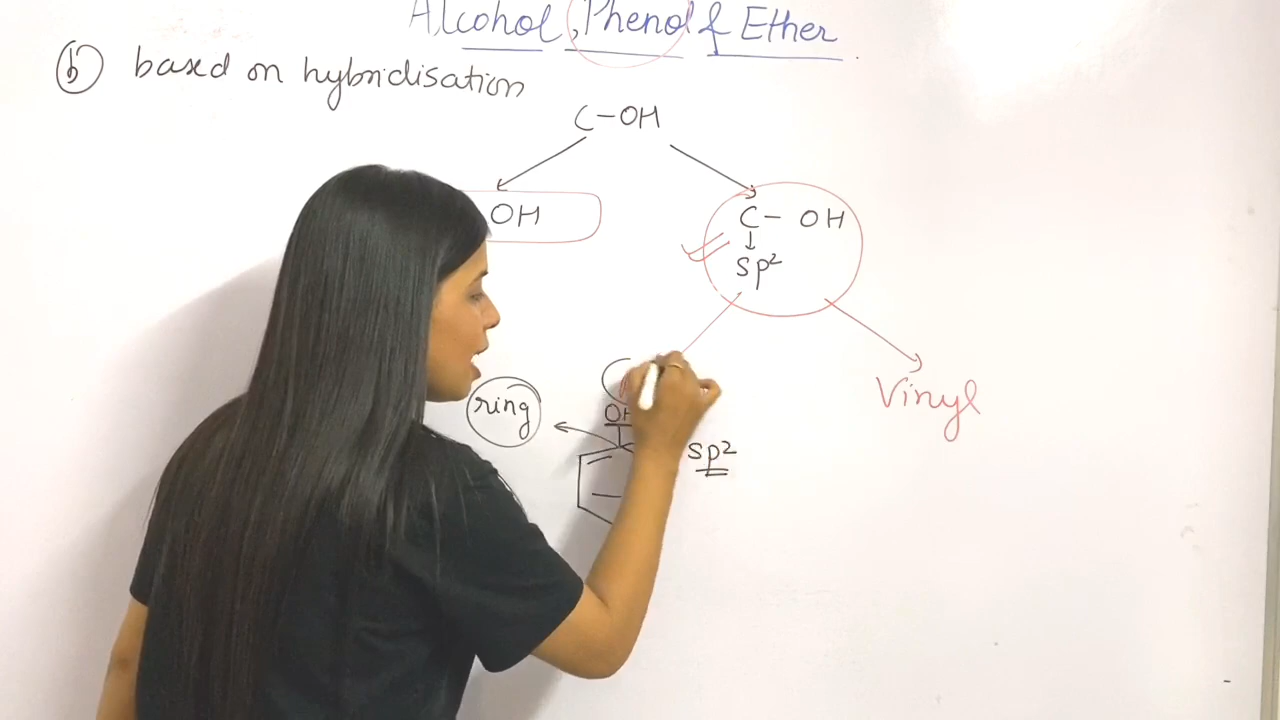 Alcohol, Phenol & Ether
(b) based on hybridisation
C-OH
OH
C- OH
↓
sp²
ring
OH
sp²
Vinyl